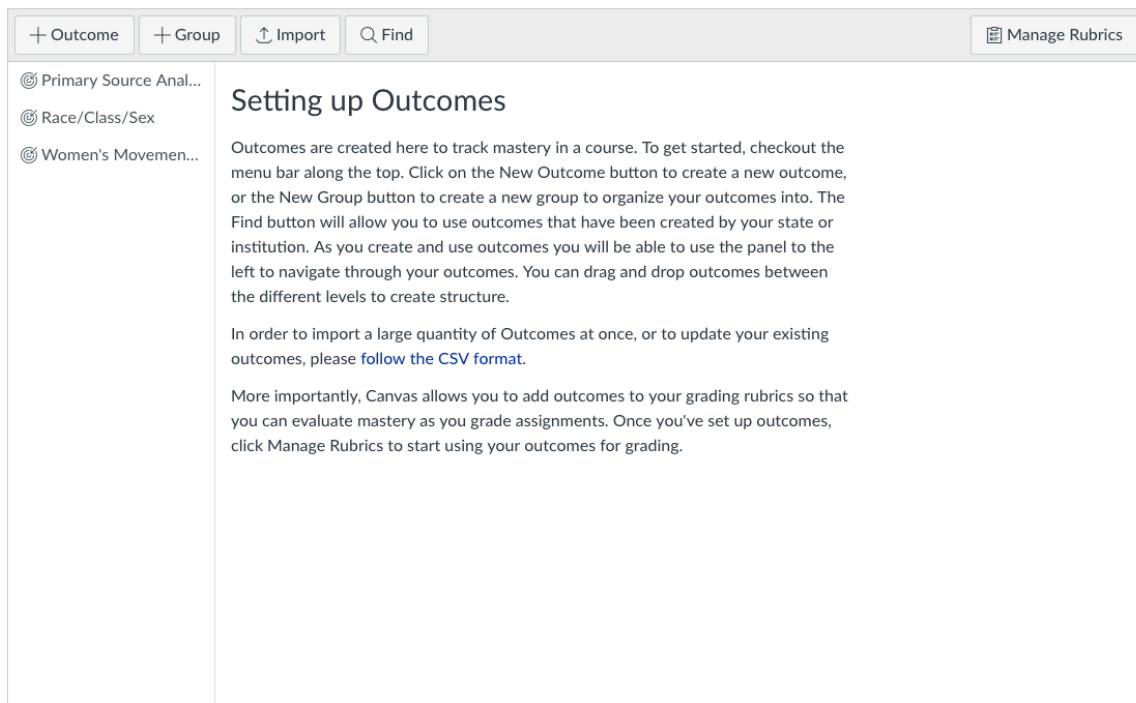 Outcome
Group
Import
Find
Manage Rubrics
Primary Source Anal...
Race/Class/Sex
Women's Movemen...
Setting up Outcomes
Outcomes are created here to track mastery in a course. To get started, checkout the
menu bar along the top. Click on the New Outcome button to create a new outcome,
or the New Group button to create a new group to organize your outcomes into. The
Find button will allow you to use outcomes that have been created by your state or
institution. As you create and use outcomes you will be able to use the panel to the
left to navigate through your outcomes. You can drag and drop outcomes between
the different levels to create structure.
In order to import a large quantity of Outcomes at once, or to update your existing
outcomes, please follow the CSV format.
More importantly, Canvas allows you to add outcomes to your grading rubrics so that
you can evaluate mastery as you grade assignments. Once you've set up outcomes,
click Manage Rubrics to start using your outcomes for grading.